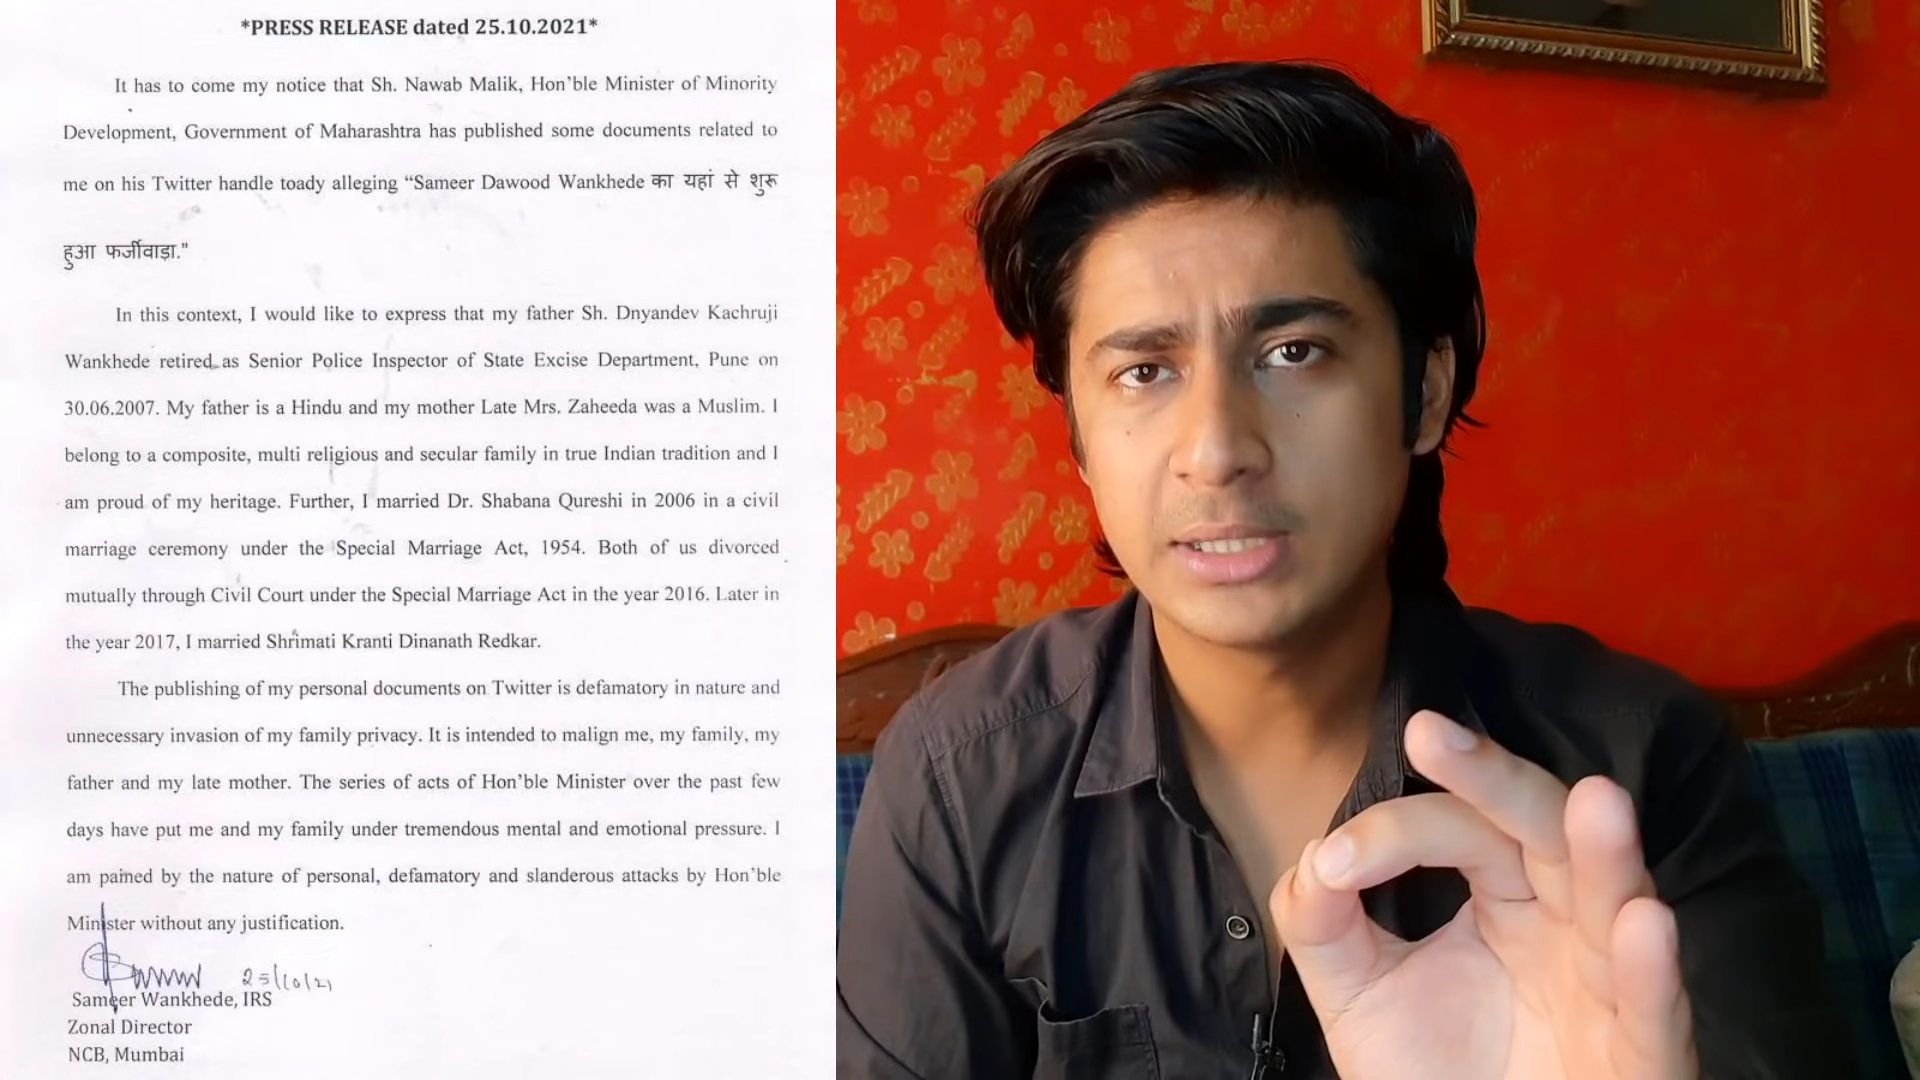 *PRESS RELEASE dated 25.10.2021*
It has to come my notice that Sh. Nawab Malik, Hon'ble Minister of Minority
Development, Government of Maharashtra has published some documents related to
me on his Twitter handle toady alleging “Sameer Dawood Wankhede का यहां से शुरू
हुआ फर्जीवाड़ा."
In this context, I would like to express that my father Sh. Dnyandev Kachruji
Wankhede retired as Senior Police Inspector of State Excise Department, Pune on
30.06.2007. My father is a Hindu and my mother Late Mrs. Zaheeda was a Muslim. I
belong to a composite, multi religious and secular family in true Indian tradition and I
am proud of my heritage. Further, I married Dr. Shabana Qureshi in 2006 in a civil
marriage ceremony under the Special Marriage Act, 1954. Both of us divorced
mutually through Civil Court under the Special Marriage Act in the year 2016. Later in
the year 2017, I married Shrimati Kranti Dinanath Redkar.
The publishing of my personal documents on Twitter is defamatory in nature and
unnecessary invasion of my family privacy. It is intended to malign me, my family, my
father and my late mother. The series of acts of Hon'ble Minister over the past few
days have put me and my family under tremendous mental and emotional pressure. I
am pained by the nature of personal, defamatory and slanderous attacks by Hon'ble
Minister without any justification.
25/10/21
Sameer Wankhede, IRS
Zonal Director
NCB, Mumbai